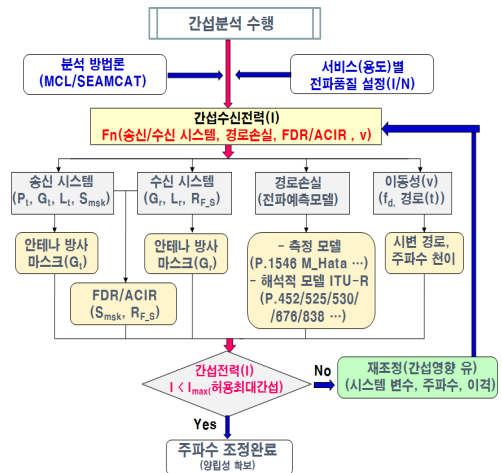 간섭분석 수행
분석 방법론
(MCL/SEAMCAT)
서비스(용도)별
전파품질 설정(I/N)
간섭수신전력(I)
Fn(송신/수신 시스템, 경로손실, FDR/ACIR , v)
송신 시스템
(Pt, Gt, Lt, Smsk)
수신 시스템
(Gr, Lr, RF_S)
경로손실
(전파예측모델)
이동성(v)
(fd, 경로(t))
안테나 방사
마스크(Gt)
안테나 방사
마스크(Gr)
- 측정 모델
(P.1546 M_Hata …)
- 해석적 모델 ITU-R
(P.452/525/530/
/676/838 …)
시변 경로,
주파수 천이
FDR/ACIR
(Smsk, RF_S)
간섭전력(I)
I < Imax(허용최대간섭)
No
재조정(간섭영향 유)
(시스템 변수, 주파수, 이격)
Yes
주파수 조정완료
(양립성 확보)